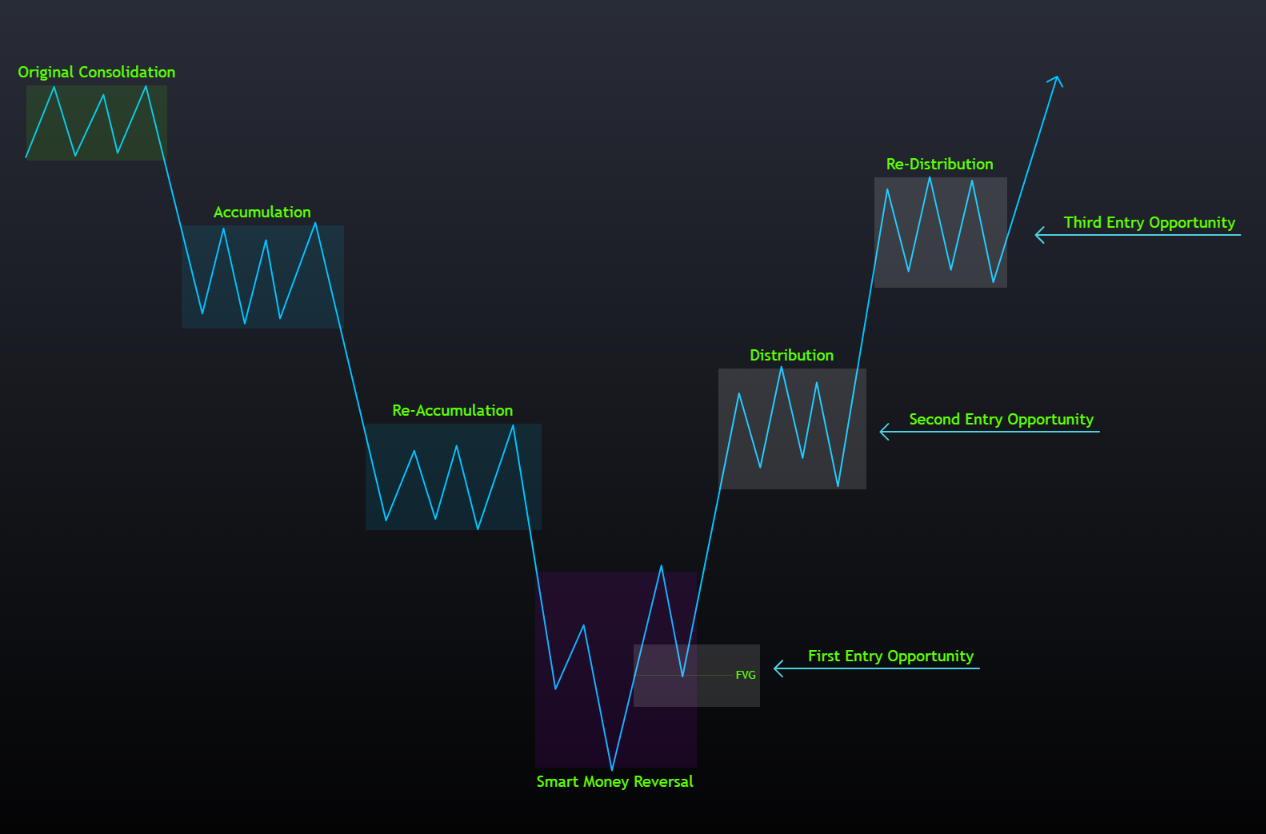 Original Consolidation
Accumulation
Re-Accumulation
Smart Money Reversal
FVG
First Entry Opportunity
Distribution
Second Entry Opportunity
Re-Distribution
Third Entry Opportunity